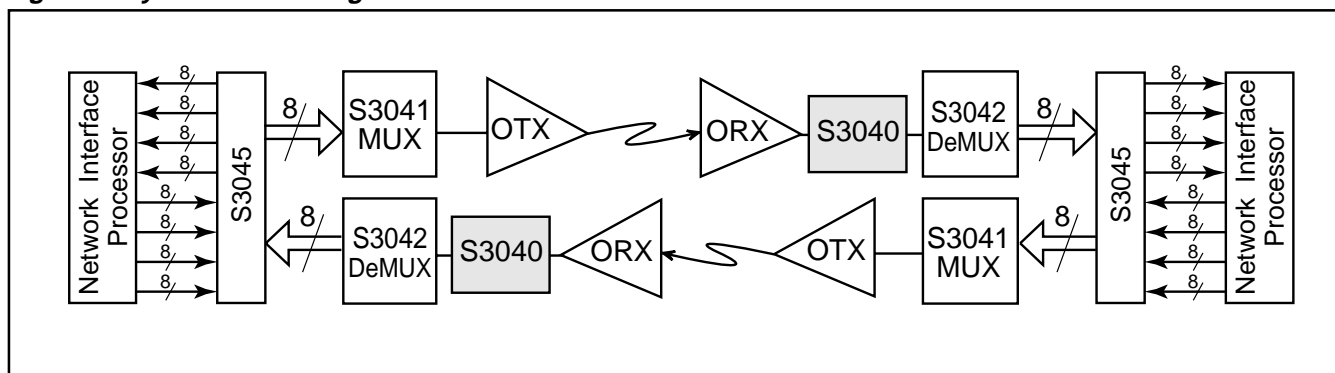 Network Interface
Processor
8
8
8
8
8
8
8
8
S3045
8
S3041
MUX
OTX
ORX
S3040
S3042
DeMUX
8
8
S3042
DeMUX
S3040
ORX
OTX
S3041
MUX
8
S3045
8
8
8
8
8
8
8
8
Network Interface
Processor